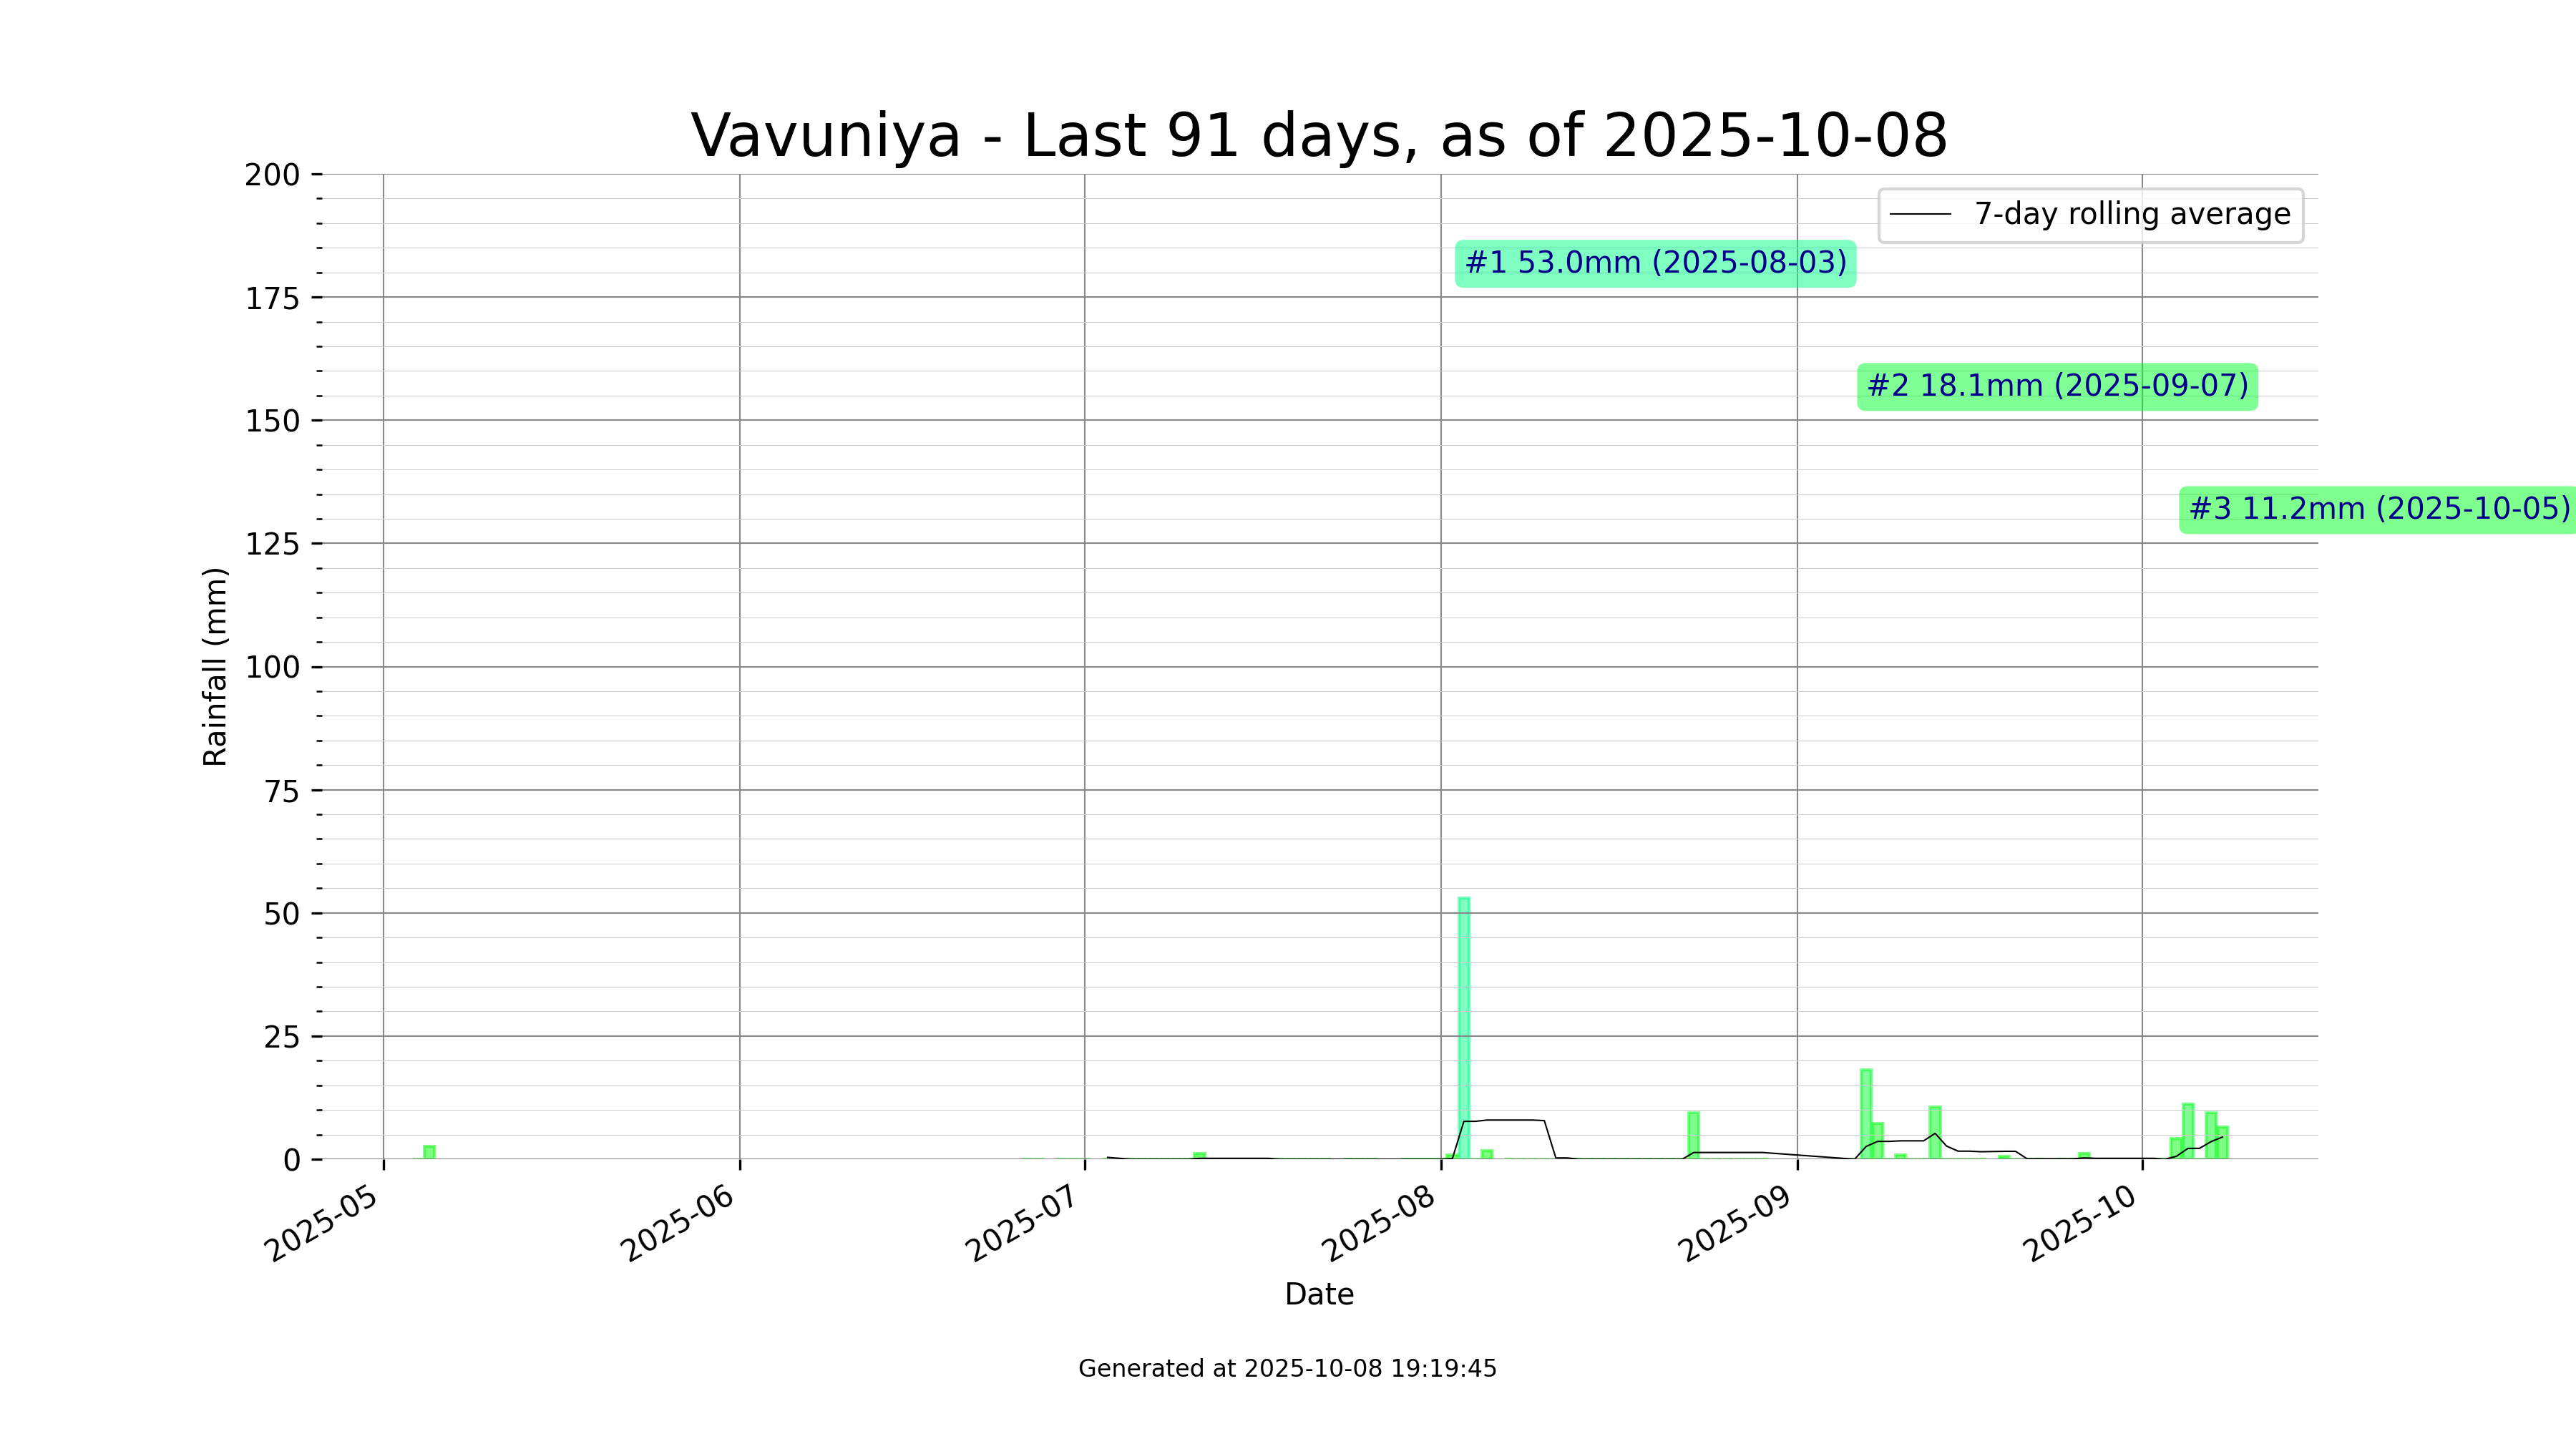 Vavuniya - Last 91 days, as of 2025-10-08
200
175
150
125
100
75
50
25
0
Rainfall (mm)
7-day rolling average
#1 53.0mm (2025-08-03)
#2 18.1mm (2025-09-07)
#3 11.2mm (2025-10-05)
2025-05
2025-06
2025-07
2025-08
2025-09
2025-10
Date
Generated at 2025-10-08 19:19:45